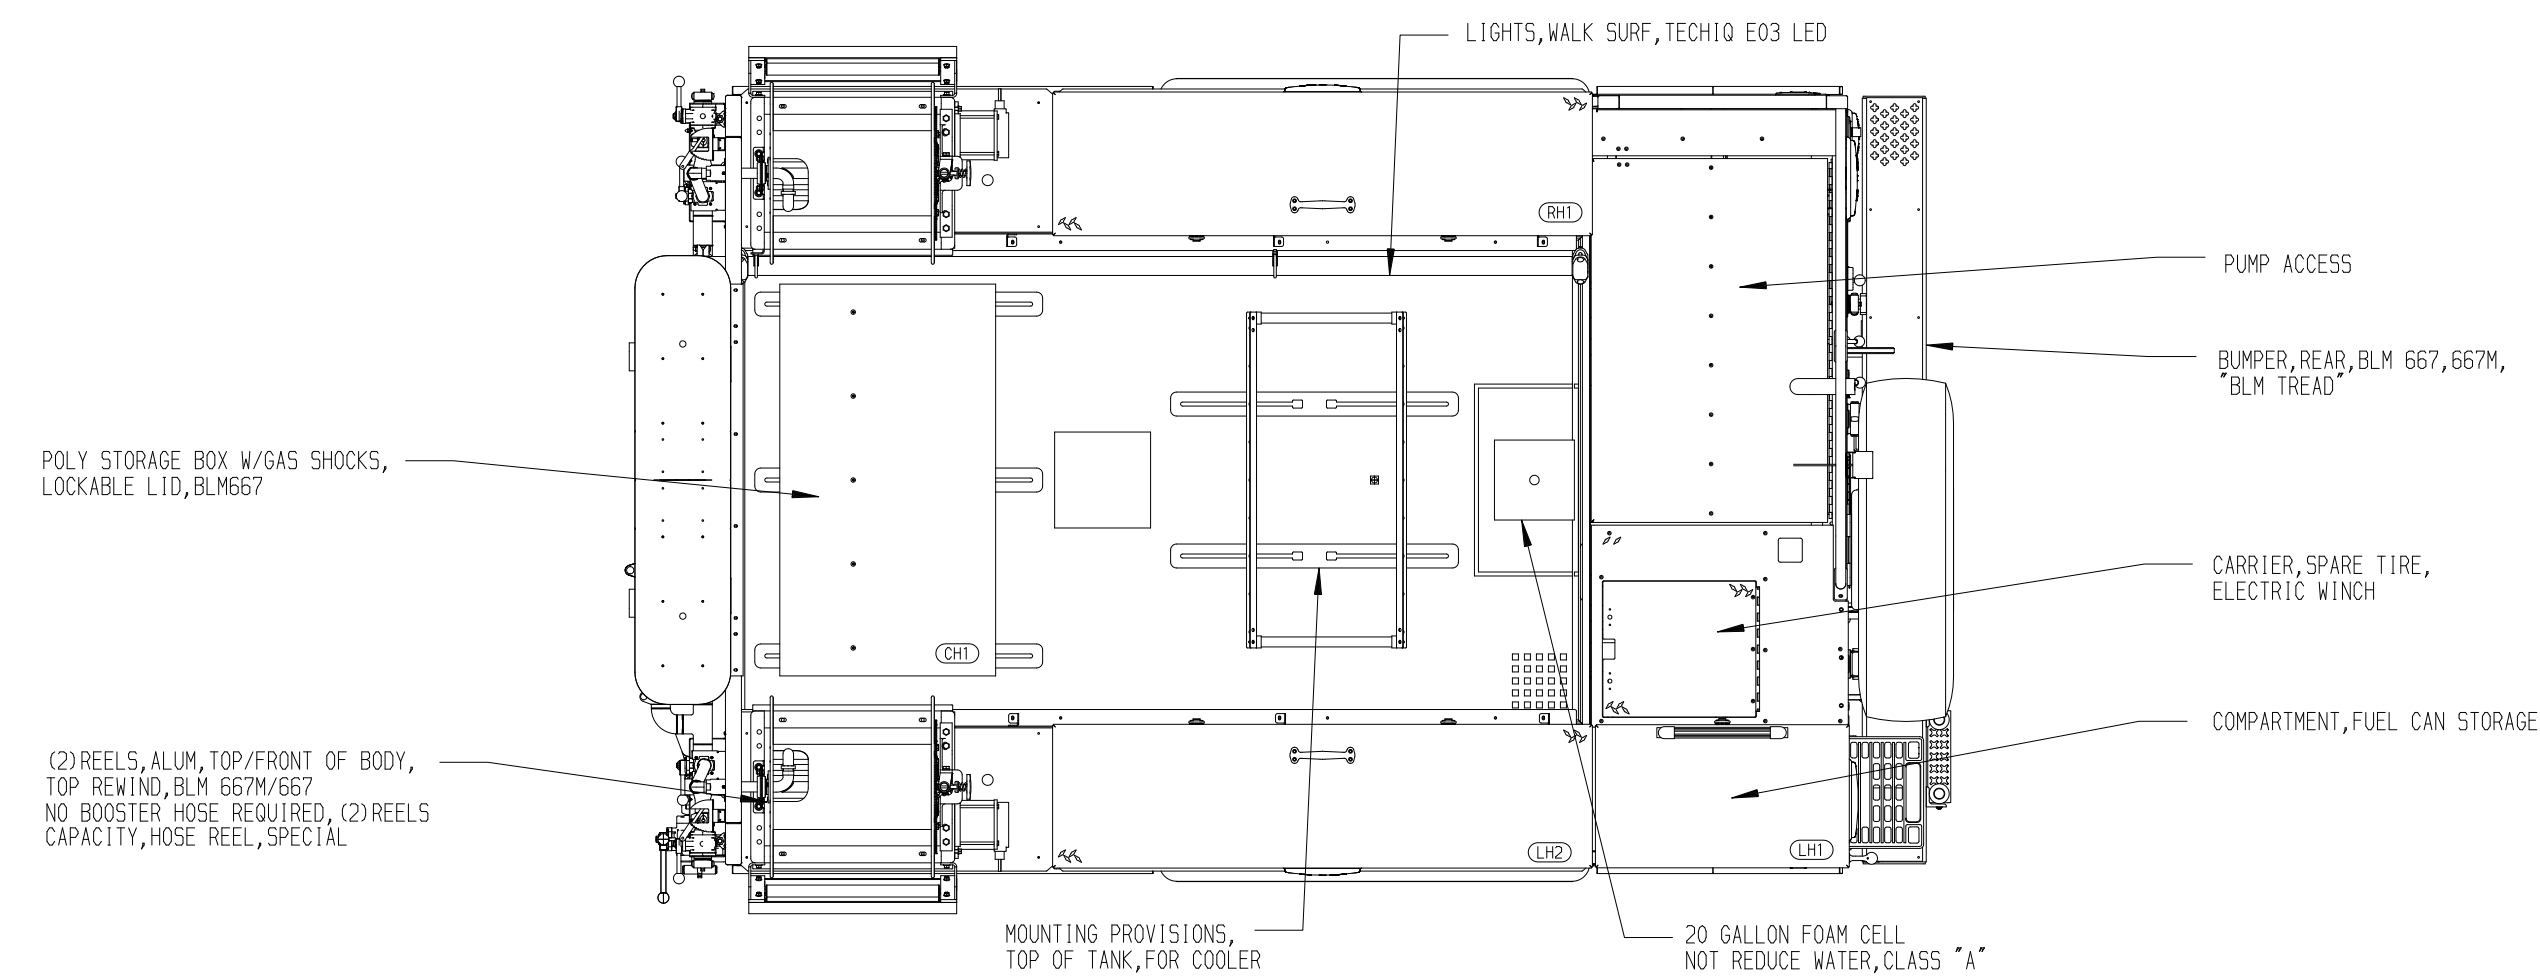 LIGHTS,WALK SURF,TECHIQ E03 LED
RH1
PUMP ACCESS
BUMPER,REAR,BLM 667,667M,
"BLM TREAD"
POLY STORAGE BOX W/GAS SHOCKS,
LOCKABLE LID,BLM667
CARRIER,SPARE TIRE,
ELECTRIC WINCH
CH1
COMPARTMENT,FUEL CAN STORAGE
(2)REELS,ALUM,TOP/FRONT OF BODY,
TOP REWIND,BLM 667M/667
NO BOOSTER HOSE REQUIRED,(2)REELS
CAPACITY,HOSE REEL,SPECIAL
LH2
LH1
MOUNTING PROVISIONS,
TOP OF TANK,FOR COOLER
20 GALLON FOAM CELL
NOT REDUCE WATER,CLASS "A"